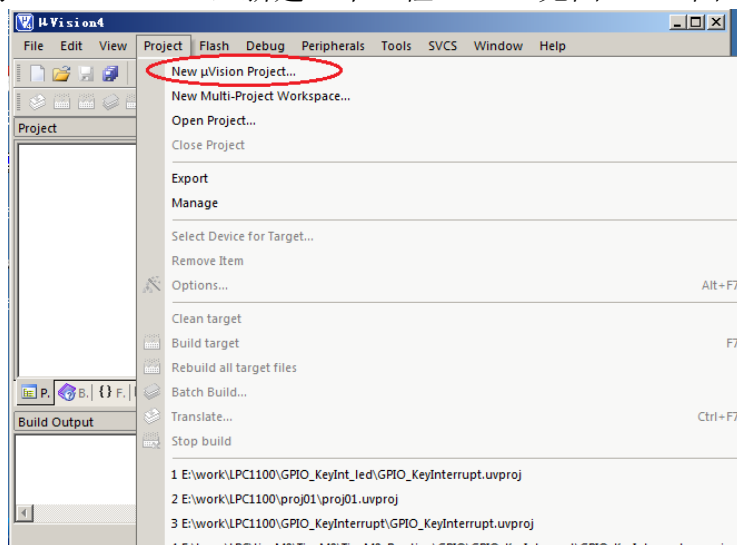 μVision4
File Edit View Project Flash Debug Peripherals Tools SVCS Window Help
New μVision Project...
New Multi-Project Workspace...
Project
Open Project...
Close Project
Export
Manage
Select Device for Target...
Remove Item
Options... Alt+F7
Clean target
Build target F7
Rebuild all target files
P. B. {} F.
Batch Build...
Build Output
Translate... Ctrl+F7
Stop build
1 E:\work\LPC1100\GPIO_KeyInt_led\GPIO_KeyInterrupt.uvproj
2 E:\work\LPC1100\proj01\proj01.uvproj
3 E:\work\LPC1100\GPIO_KeyInterrupt\GPIO_KeyInterrupt.uvproj